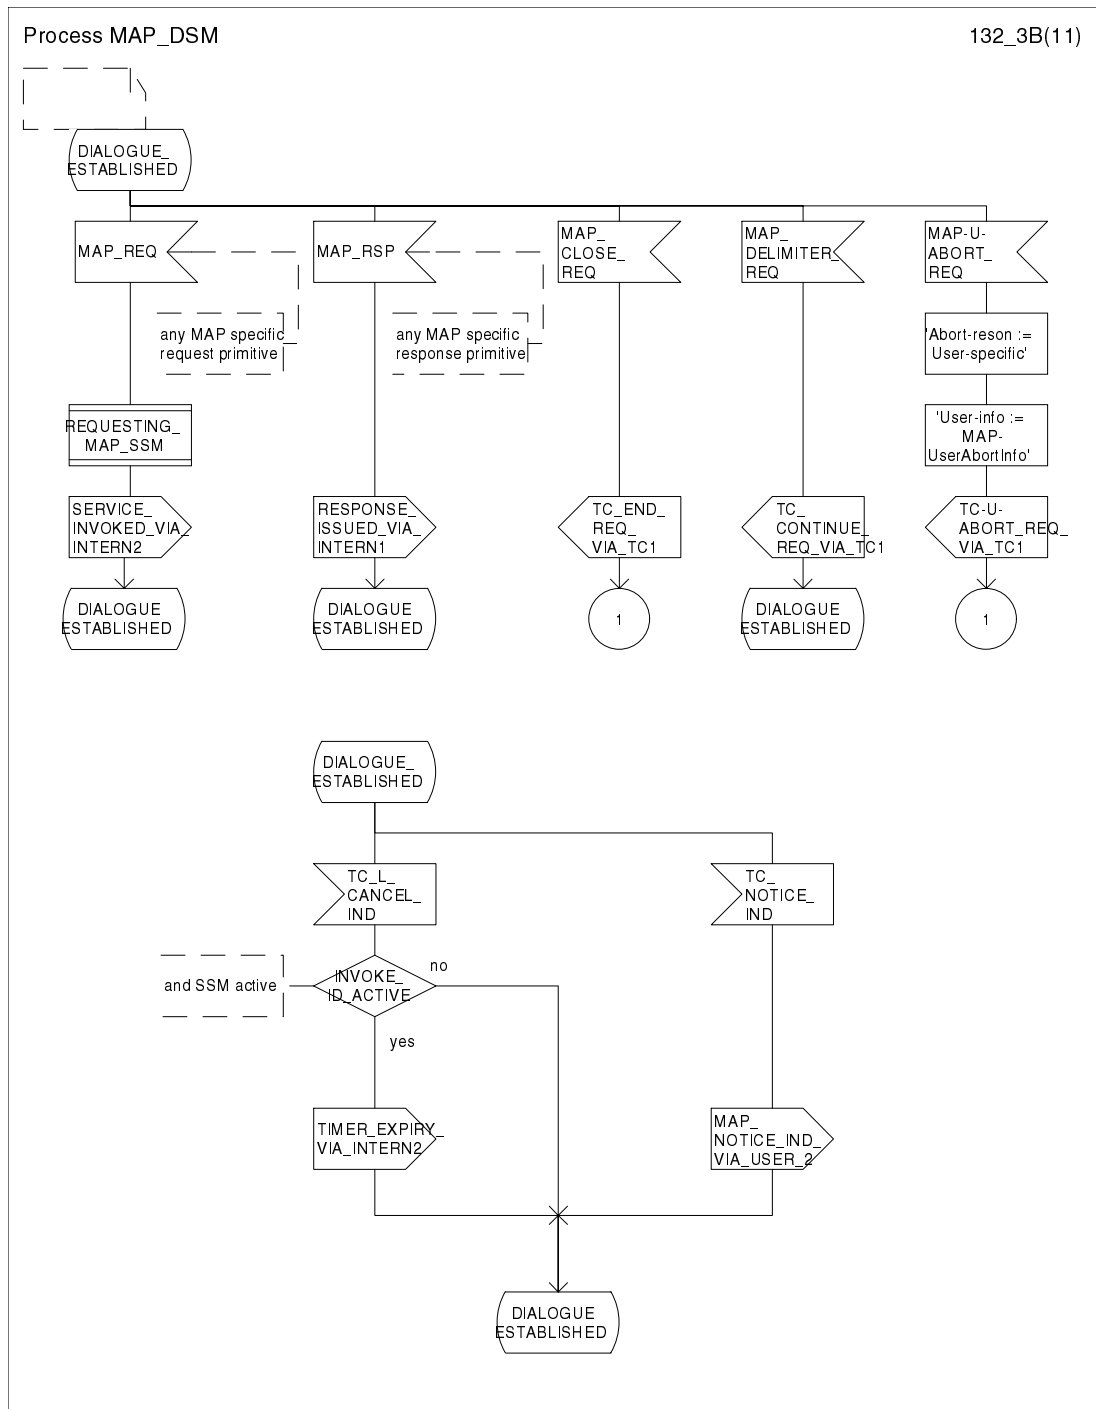 Process MAP_DSM
132_3B(11)
DIALOGUE_
ESTABLISHED
MAP_REQ
MAP_RSP
MAP_
CLOSE_
REQ
MAP_
DELIMITER_
REQ
MAP-U-
ABORT_
REQ
any MAP specific
request primitive
any MAP specific
response primitive
'Abort-reson :=
User-specific'
REQUESTING_
MAP_SSM
'User-info :=
MAP-
UserAbortInfo'
SERVICE_
INVOKED_VIA_
INTERN2
RESPONSE_
ISSUED_VIA_
INTERN1
TC_END_
REQ_
VIA_TC1
TC_
CONTINUE_
REQ_VIA_TC1
TC-U-
ABORT_REQ_
VIA_TC1
DIALOGUE
ESTABLISHED
DIALOGUE
ESTABLISHED
1
DIALOGUE
ESTABLISHED
1
DIALOGUE_
ESTABLISHED
TC_L_
CANCEL_
IND
TC_
NOTICE_
IND
and SSM active
INVOKE_
ID_ACTIVE
no
yes
TIMER_EXPIRY_
VIA_INTERN2
MAP_
NOTICE_IND_
VIA_USER_2
DIALOGUE
ESTABLISHED